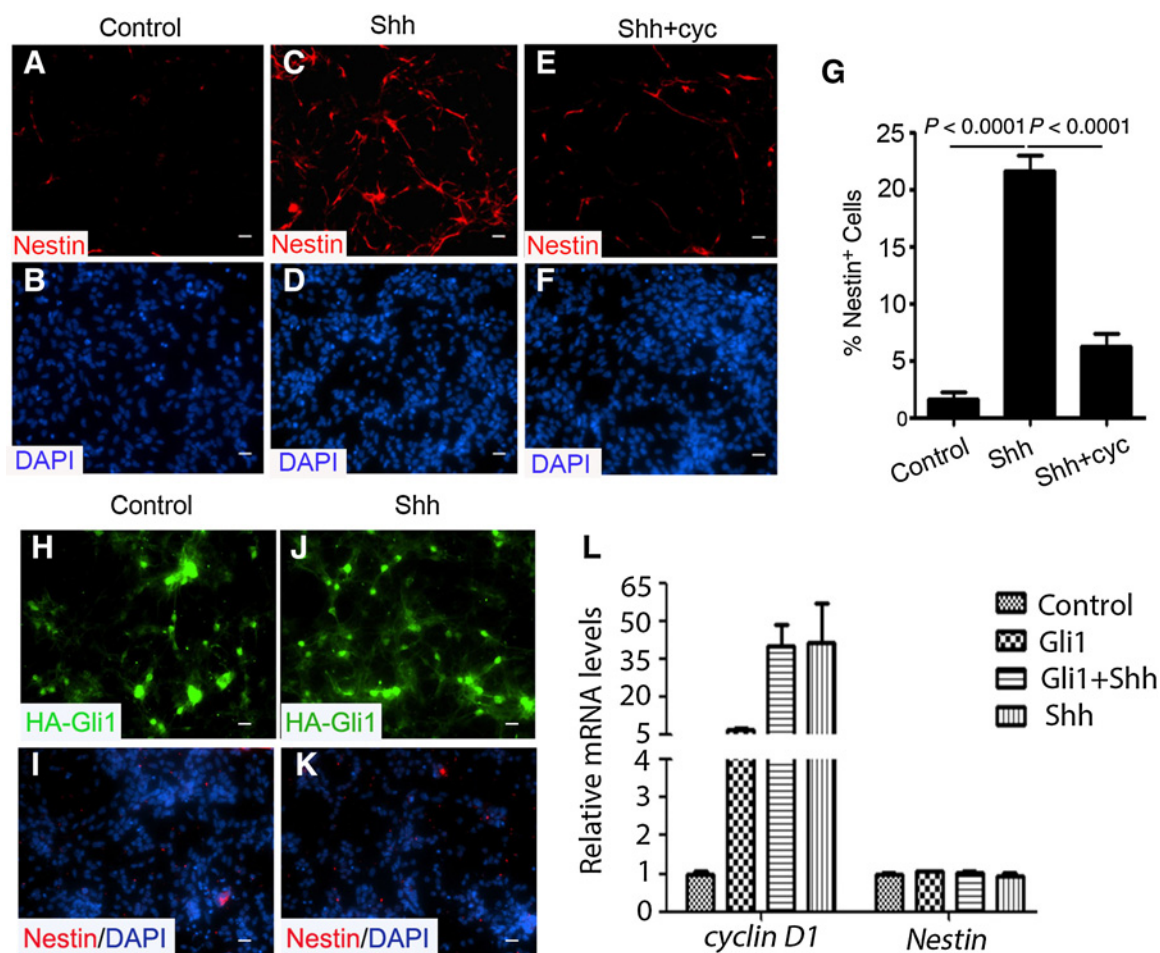 Control
Shh
Shh+cyc
A
C
E
Nestin
Nestin
Nestin
B
D
F
DAPI
DAPI
DAPI
G
P < 0.0001 P < 0.0001
25
20
15
10
5
0
% Nestin+ Cells
Control
Shh
Shh+cyc
Control
Shh
H
J
HA-Gli1
HA-Gli1
I
K
Nestin/DAPI
Nestin/DAPI
L
65
50
35
20
5
4
3
2
1
0
Relative mRNA levels
cyclin D1
Nestin
Control
Gli1
Gli1+Shh
Shh